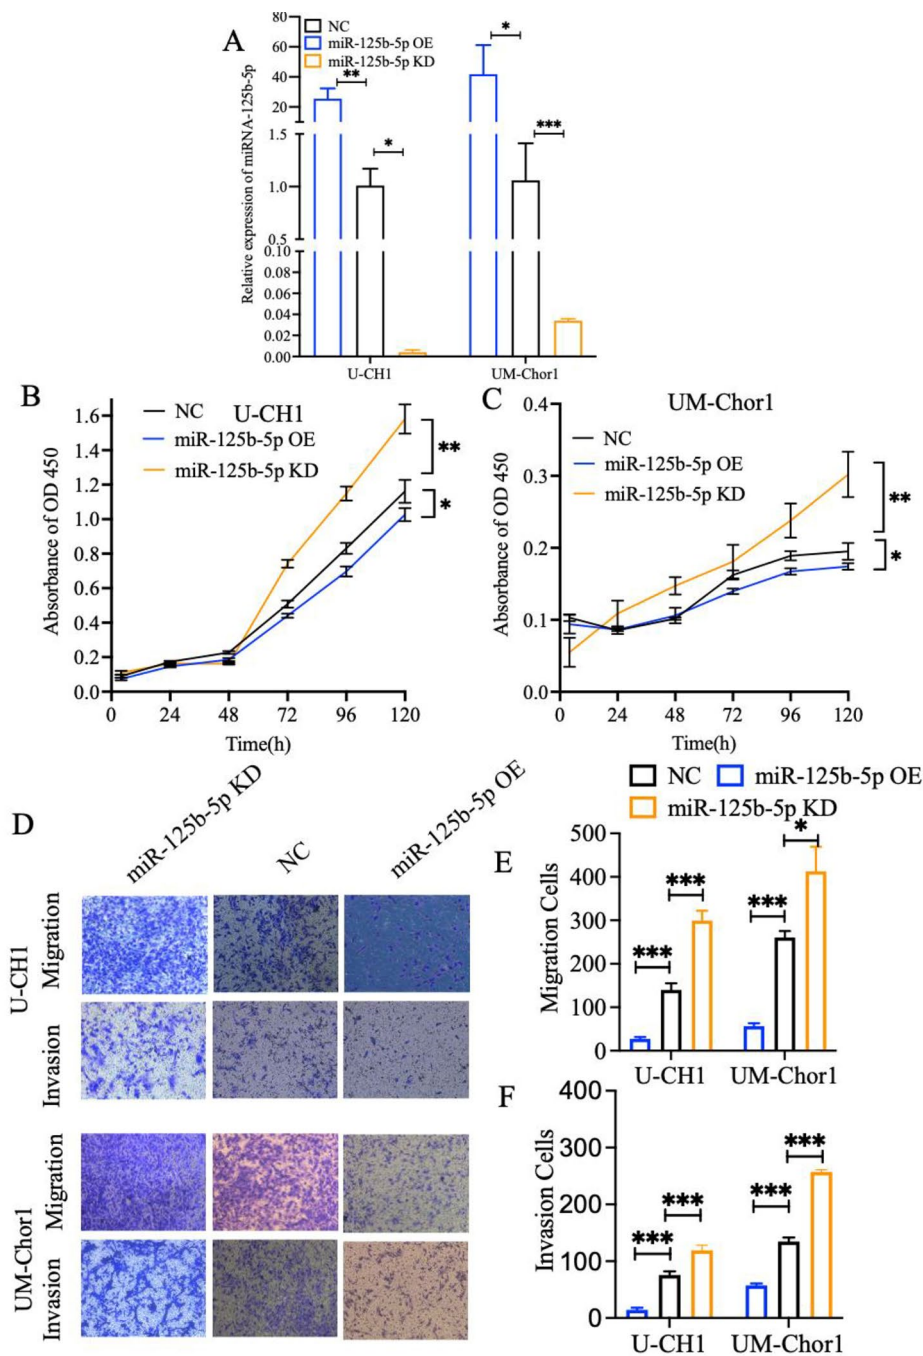 A
Relative expression of miRNA-125b-5p
80
60
40
20
1.5
1.0
0.5
0.10
0.08
0.06
0.04
0.02
0.00
NC
miR-125b-5p OE
miR-125b-5p KD
**
*
*
***
U-CH1
UM-Chor1
B
U-CH1
NC
miR-125b-5p OE
miR-125b-5p KD
Absorbance of OD 450
1.6
1.4
1.2
1.0
0.8
0.6
0.4
0.2
0.0
**
*
0 24 48 72 96 120
Time(h)
C
UM-Chor1
NC
miR-125b-5p OE
miR-125b-5p KD
Absorbance of OD 450
0.4
0.3
0.2
0.1
0.0
**
*
0 24 48 72 96 120
Time(h)
D
miR-125b-5p KD
NC
miR-125b-5p OE
U-CH1
Migration
Invasion
UM-Chor1
Migration
Invasion
NC miR-125b-5p OE
miR-125b-5p KD
E
Migration Cells
500
400
300
200
100
0
***
***
***
*
U-CH1 UM-Chor1
F
Invasion Cells
400
300
200
100
0
***
***
***
***
U-CH1 UM-Chor1